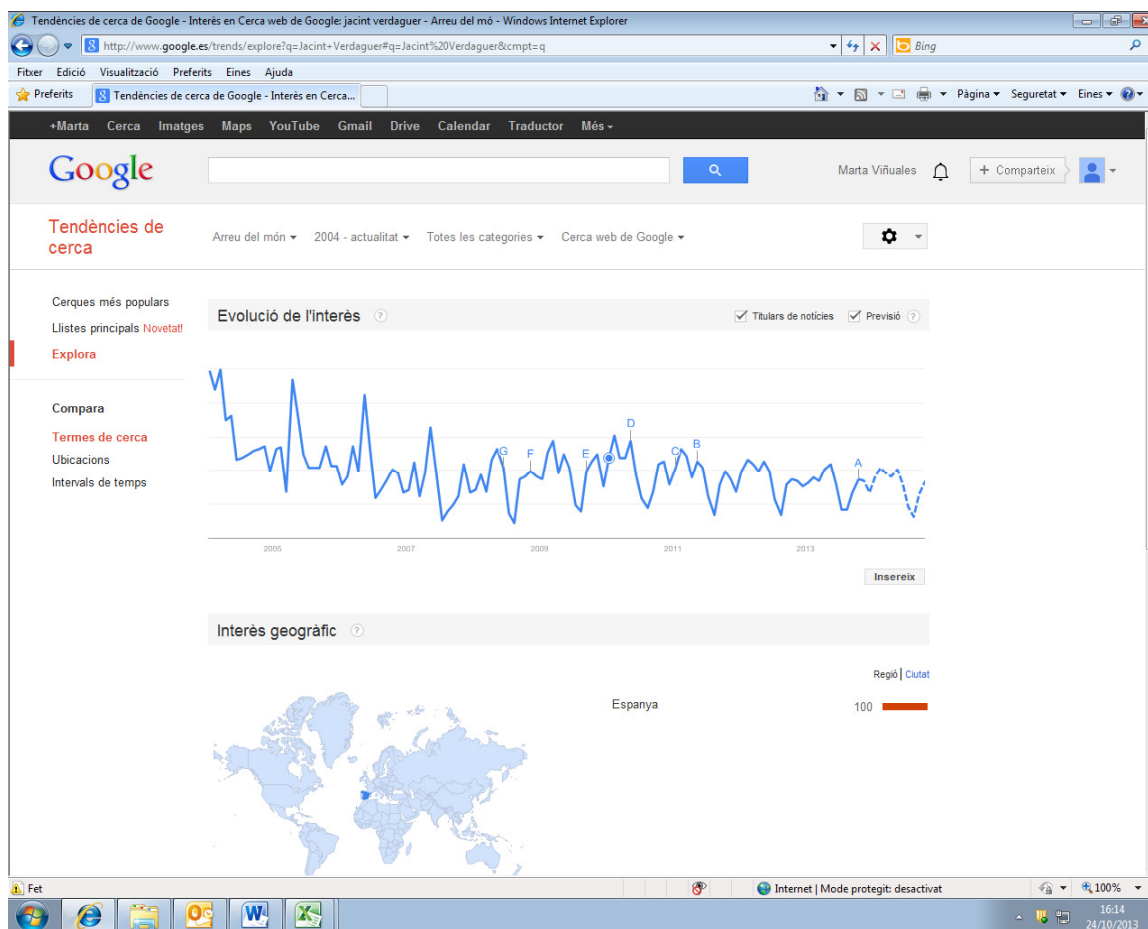 Tendències de cerca de Google - Interès en Cerca web de Google: jacint verdaguer - Arreu del mó - Windows Internet Explorer
http://www.google.es/trends/explore?q=Jacint+Verdaguer#q=Jacint%20Verdaguer&cmpt=q
Bing
Fitxer Edició Visualització Preferits Eines Ajuda
Preferits Tendències de cerca de Google - Interès en Cerca... Pàgina Seguretat Eines
+Marta Cerca Imatges Maps YouTube Gmail Drive Calendar Traductor Més
Google Marta Viñuales + Comparteix
Tendències de
cerca
Arreu del món 2004 - actualitat Totes les categories Cerca web de Google
Cerques més populars
Llistes principals Novetat!
Explora
Compara
Termes de cerca
Ubicacions
Intervals de temps
Evolució de l'interès ? Titulars de notícies Previsió ?
D
G F E C B A
2005 2007 2009 2011 2013
Insereix
Interès geogràfic ?
Regió | Ciutat
Espanya 100
Fet Internet | Mode protegit: desactivat 100%
16:14
24/10/2013